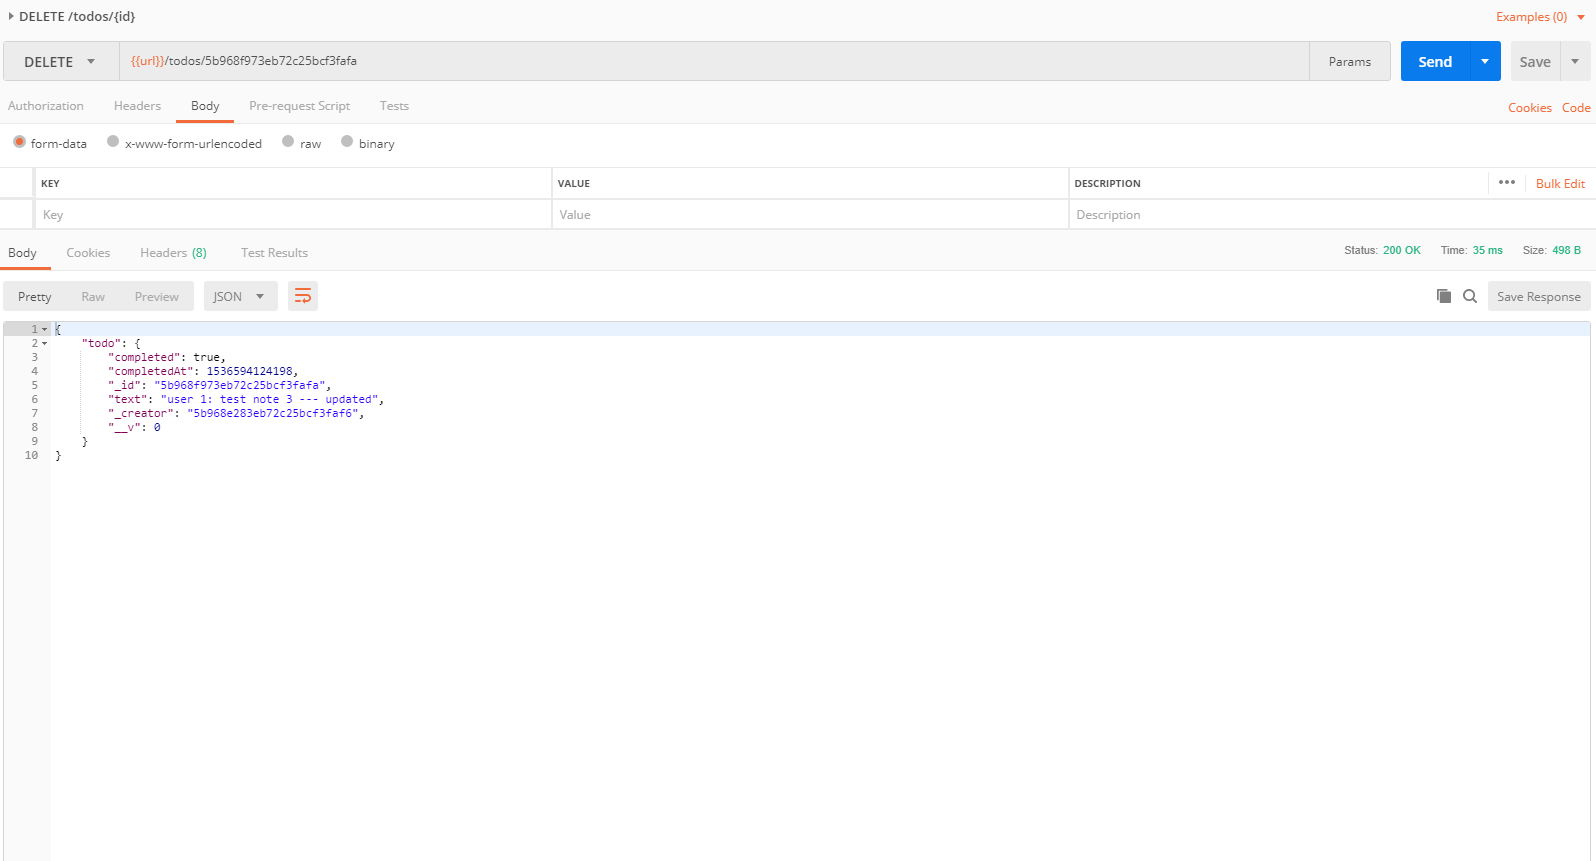 DELETE /todos/{id}
Examples (0)
DELETE {{url}}/todos/5b968f973eb72c25bcf3fafa Params Send Save
Authorization Headers Body Pre-request Script Tests Cookies Code
form-data x-www-form-urlencoded raw binary
KEY VALUE DESCRIPTION ••• Bulk Edit
Key Value Description
Body Cookies Headers (8) Test Results Status: 200 OK Time: 35 ms Size: 498 B
Pretty Raw Preview JSON Save Response
1 {
2 "todo": {
3 "completed": true,
4 "completedAt": 1536594124198,
5 "_id": "5b968f973eb72c25bcf3fafa",
6 "text": "user 1: test note 3 --- updated",
7 "_creator": "5b968e283eb72c25bcf3faf6",
8 "__v": 0
9 }
10 }